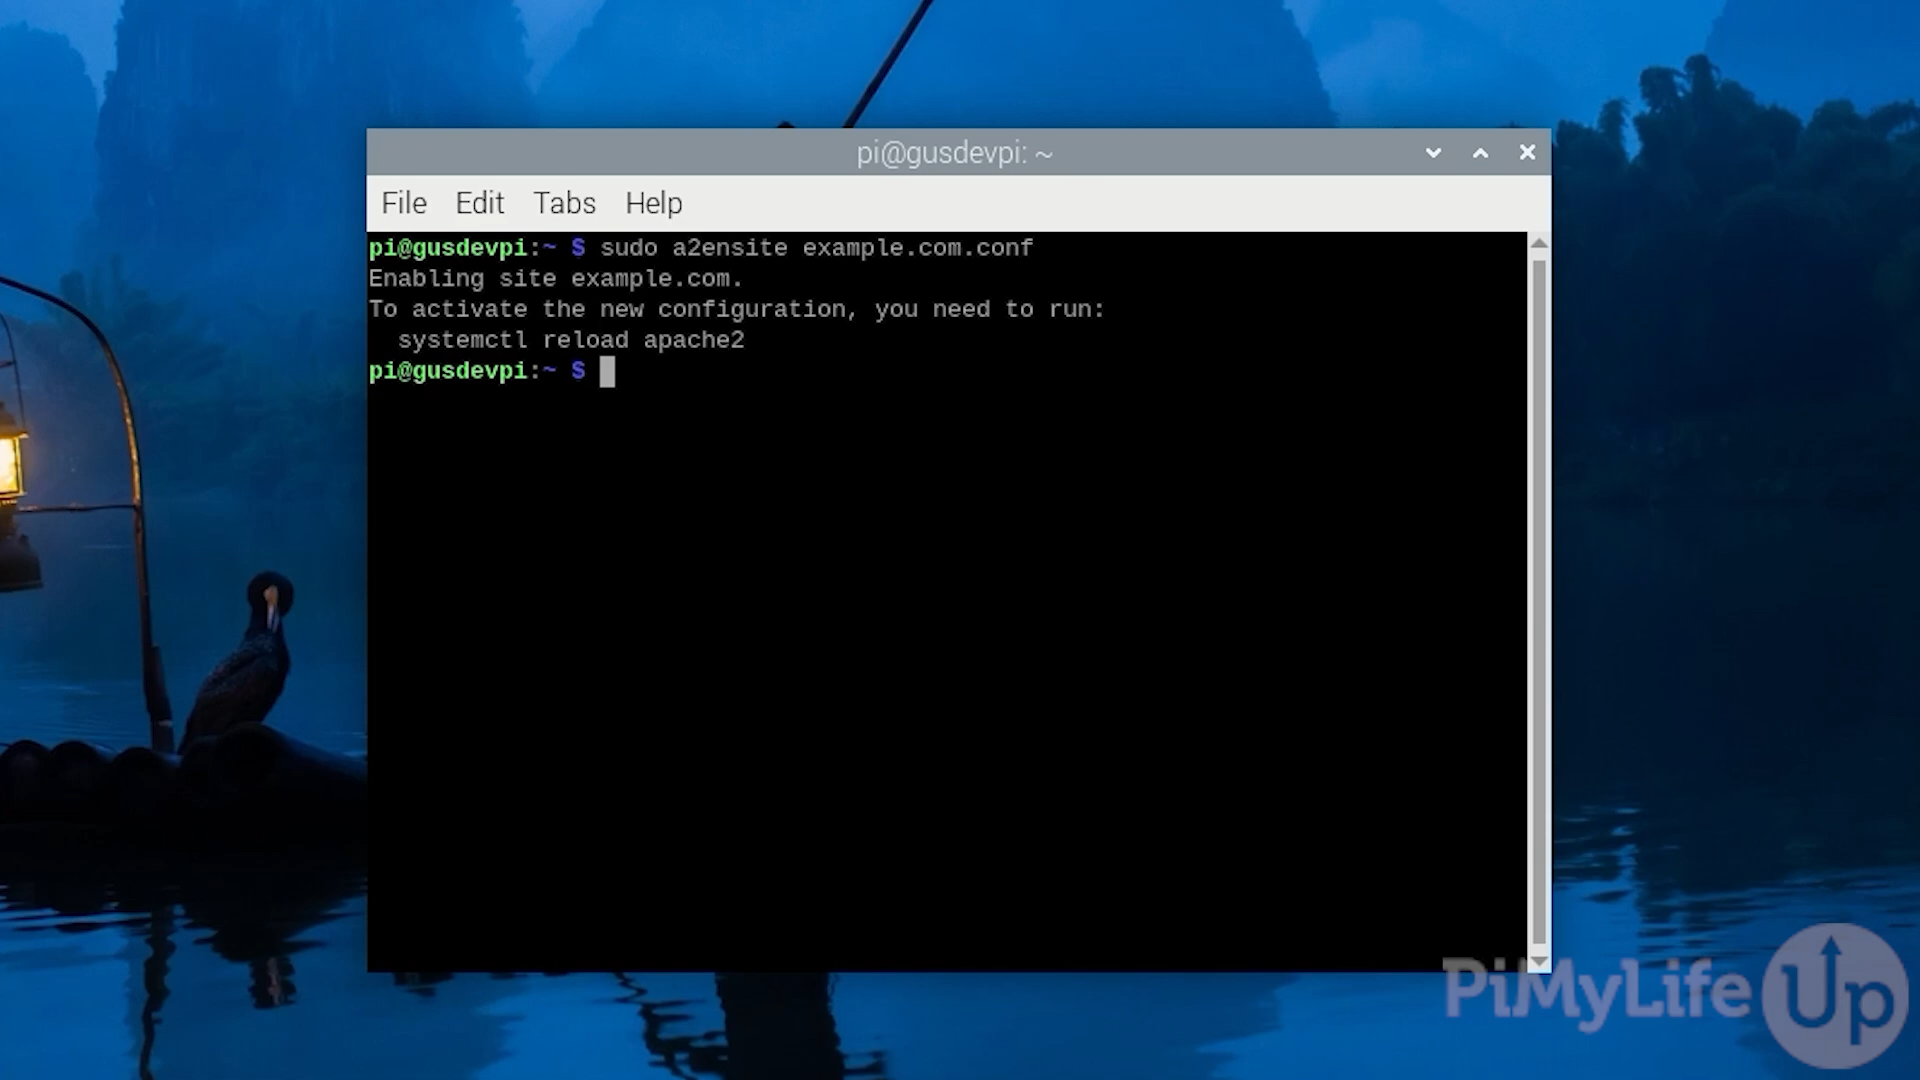 pi@gusdevpi: ~
File Edit Tabs Help
pi@gusdevpi:~ $ sudo a2ensite example.com.conf
Enabling site example.com.
To activate the new configuration, you need to run:
  systemctl reload apache2
pi@gusdevpi:~ $
PiMyLifeUp